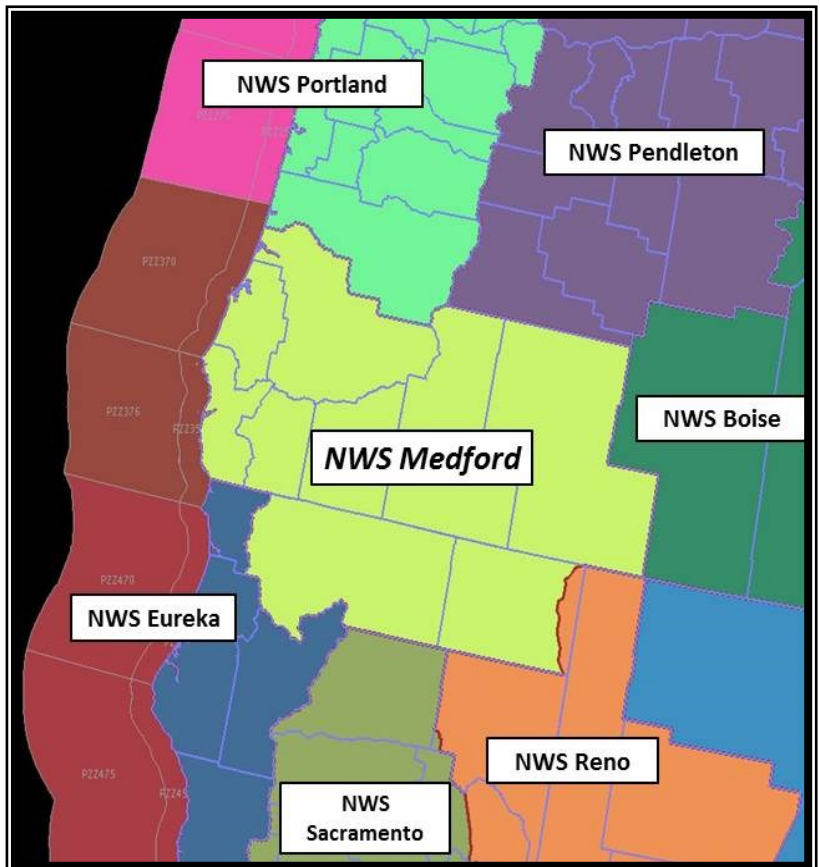 NWS Portland
NWS Pendleton
PZZ370
PZZ376
NWS Boise
NWS Medford
PZZ470
NWS Eureka
NWS Reno
PZZ475
NWS
Sacramento